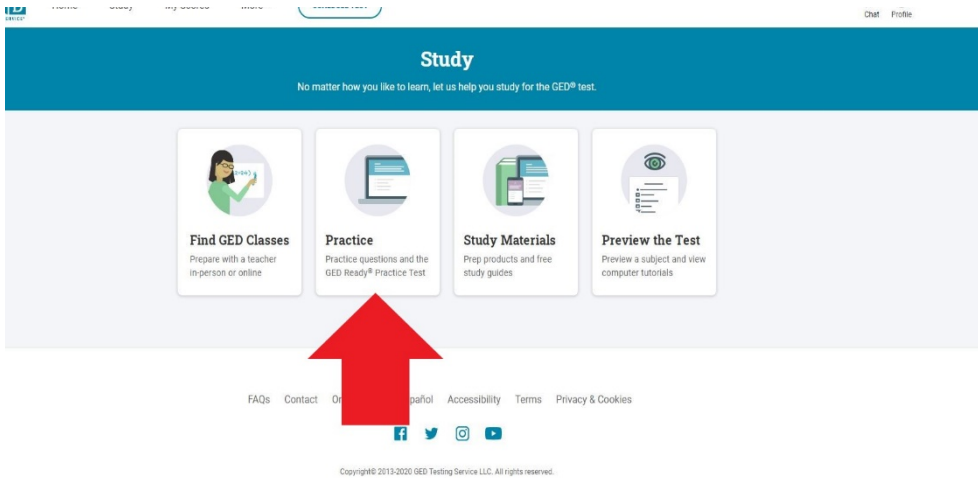 Chat Profile
Study
No matter how you like to learn, let us help you study for the GED® test.
Find GED Classes
Prepare with a teacher
in-person or online
Practice
Practice questions and the
GED Ready® Practice Test
Study Materials
Prep products and free
study guides
Preview the Test
Preview a subject and view
computer tutorials
FAQs Contact Accessibility Terms Privacy & Cookies
Copyright© 2013-2020 GED Testing Service LLC. All rights reserved.